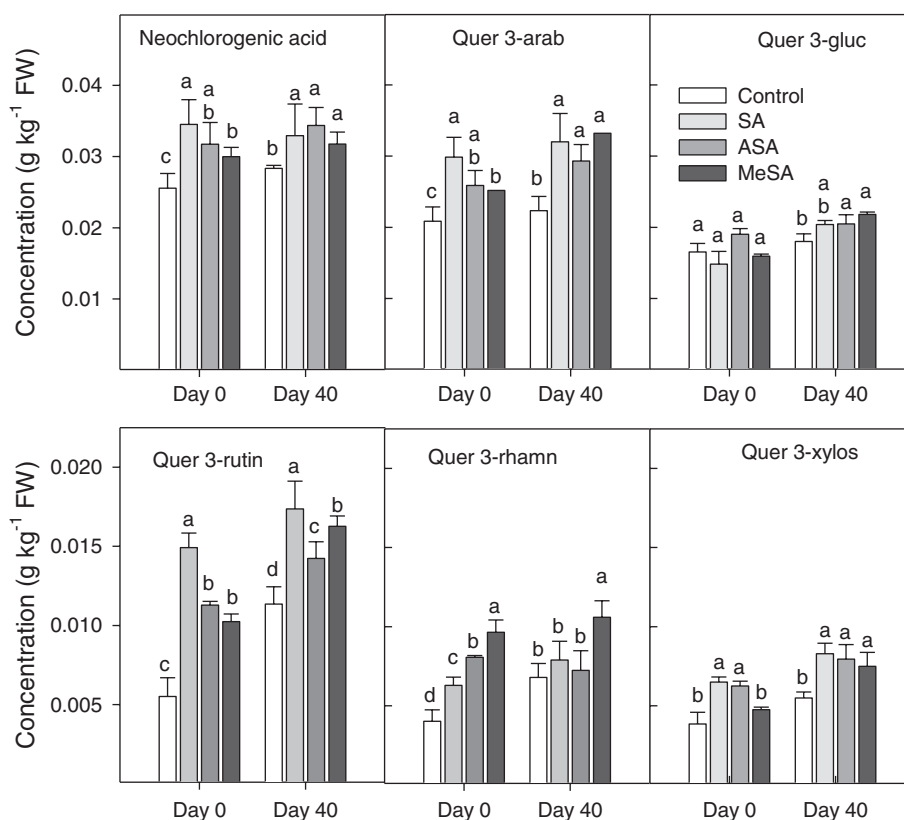 Neochlorogenic acid
Quer 3-arab
Quer 3-gluc
Control
SA
ASA
MeSA
Concentration (g kg⁻¹ FW)
0.04
0.03
0.02
0.01
c
a
a
b
b
b
a
a
a
c
a
a
b
b
b
a
a
a
a
a
a
a
b
a
b
a
a
Day 0
Day 40
Day 0
Day 40
Day 0
Day 40
Quer 3-rutin
Quer 3-rhamn
Quer 3-xylos
Concentration (g kg⁻¹ FW)
0.020
0.015
0.010
0.005
c
a
b
b
d
a
c
b
d
c
b
a
b
b
b
a
b
a
a
b
b
a
a
a
Day 0
Day 40
Day 0
Day 40
Day 0
Day 40